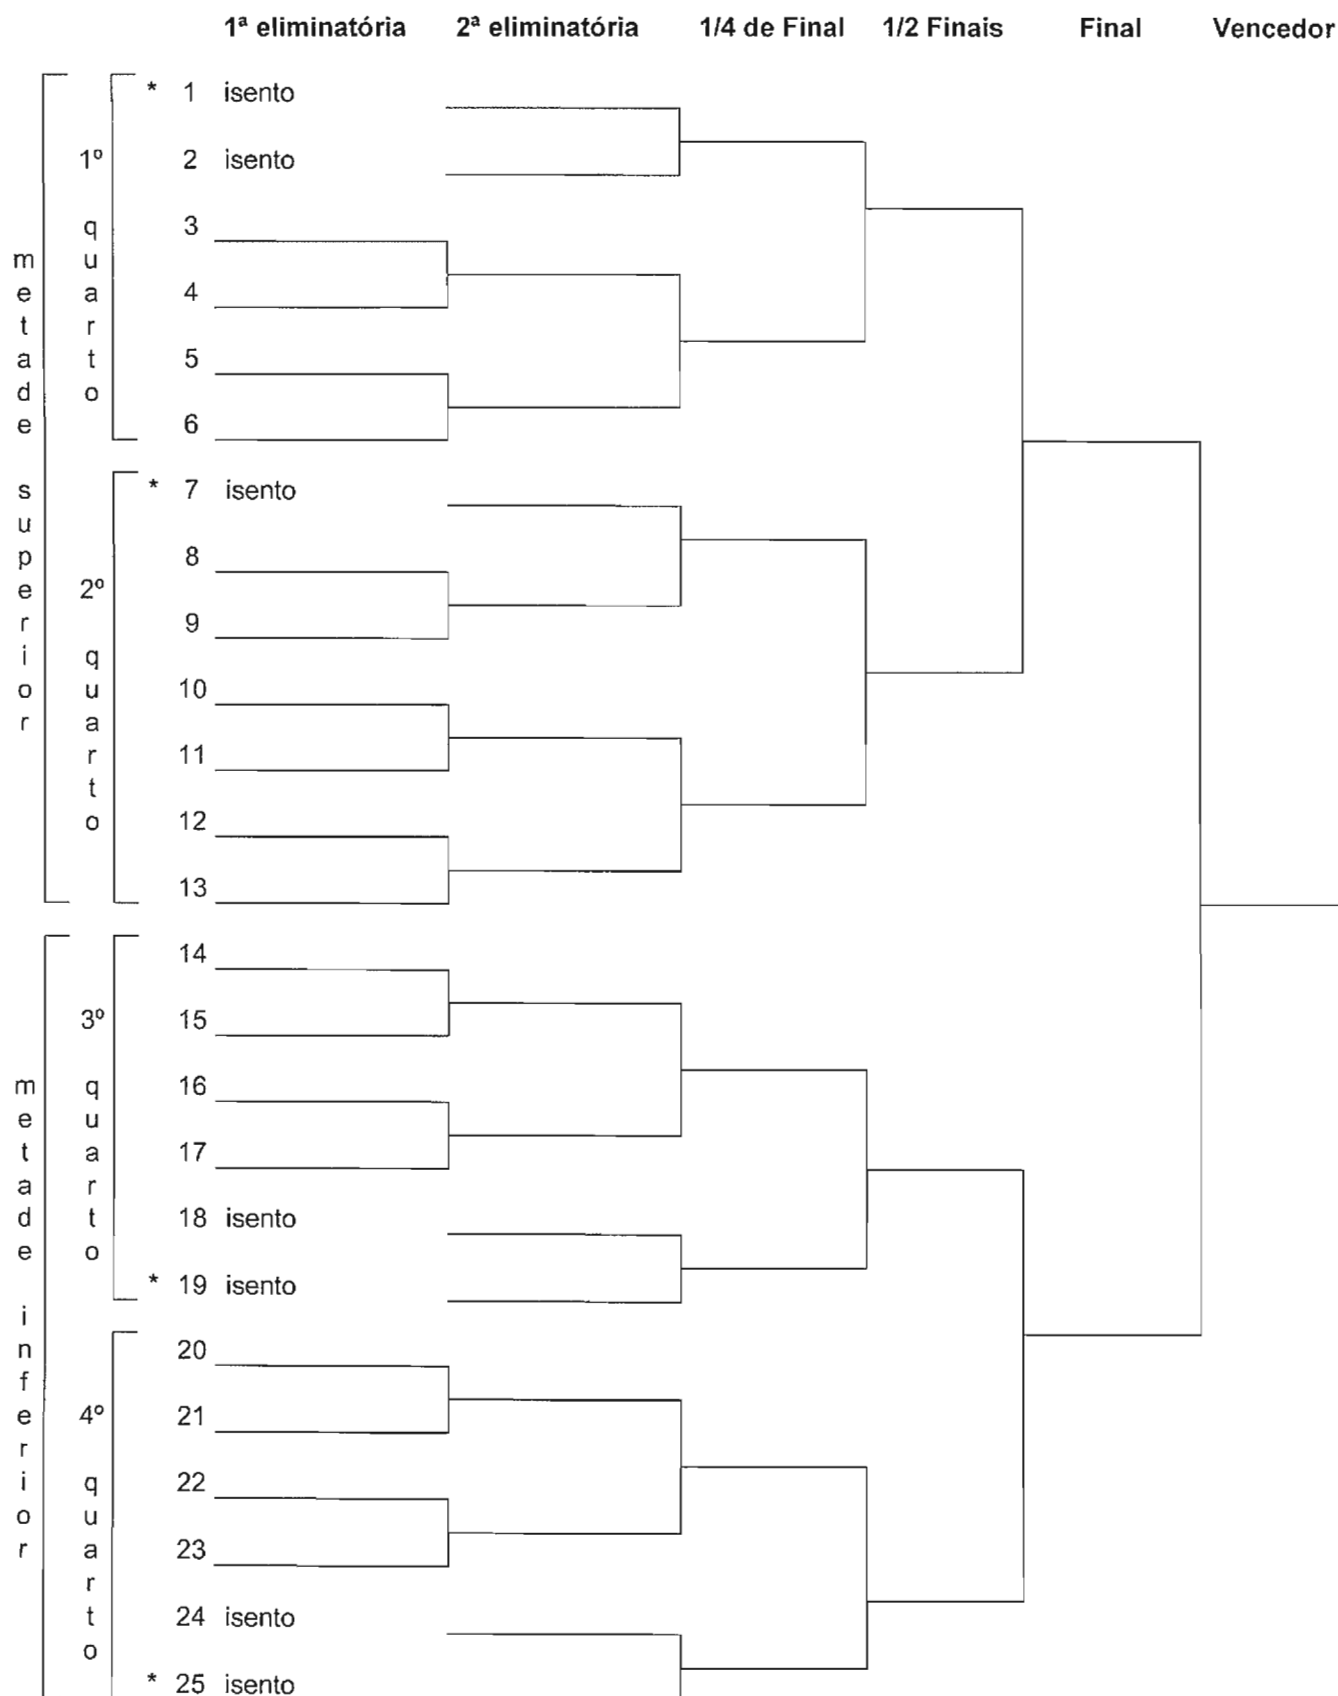 1ª eliminatória 2ª eliminatória 1/4 de Final 1/2 Finais Final Vencedor
metade superior
1º quarto
* 1 isento
2 isento
3
4
5
6
2º quarto
* 7 isento
8
9
10
11
12
13
metade inferior
3º quarto
14
15
16
17
18 isento
* 19 isento
4º quarto
20
21
22
23
24 isento
* 25 isento